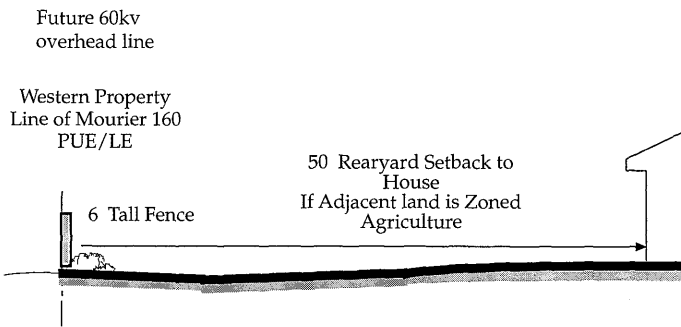 Future 60kv
overhead line
Western Property
Line of Mourier 160
PUE/LE
50 Rearyard Setback to
House
If Adjacent land is Zoned
Agriculture
6 Tall Fence